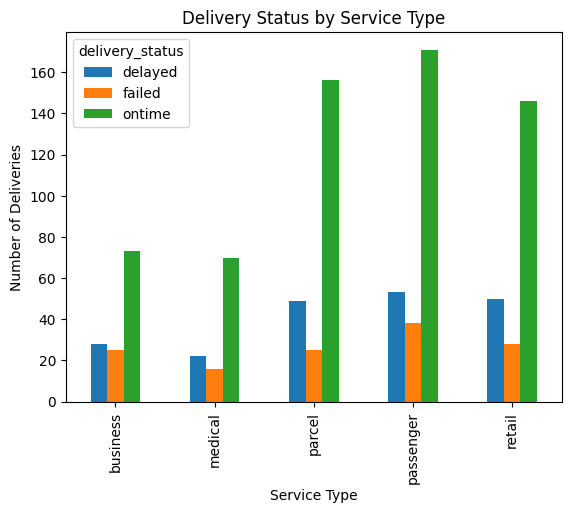 Delivery Status by Service Type
delivery_status
delayed
failed
ontime
Number of Deliveries
160
140
120
100
80
60
40
20
0
business
medical
parcel
passenger
retail
Service Type